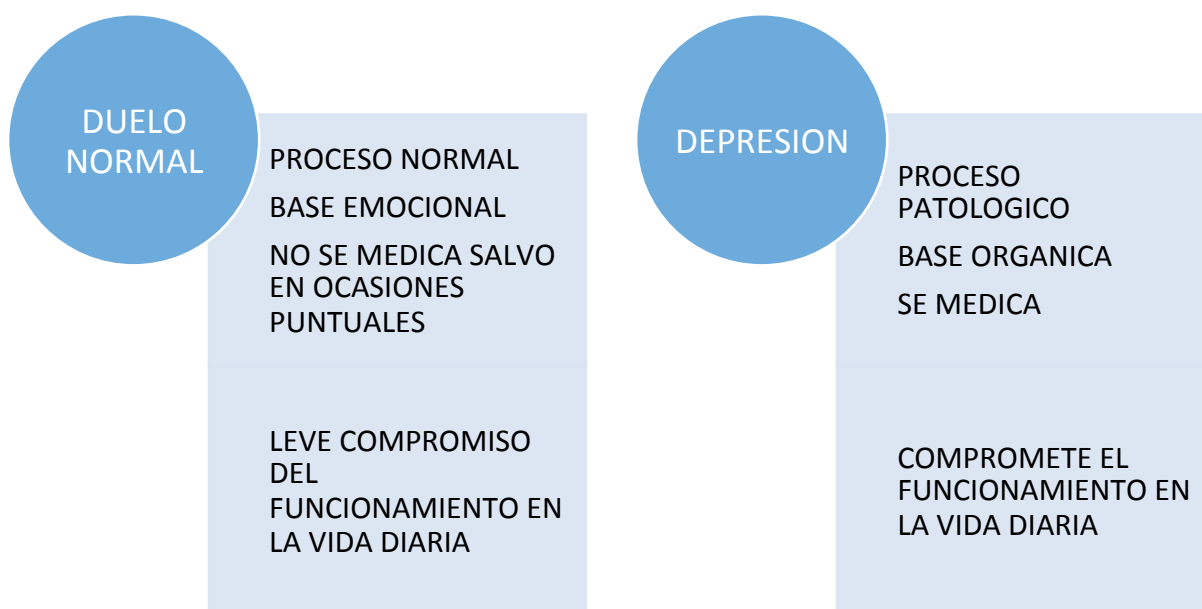 DUELO
NORMAL
PROCESO NORMAL
BASE EMOCIONAL
NO SE MEDICA SALVO
EN OCASIONES
PUNTUALES
LEVE COMPROMISO
DEL
FUNCIONAMIENTO EN
LA VIDA DIARIA
DEPRESION
PROCESO
PATOLOGICO
BASE ORGANICA
SE MEDICA
COMPROMETE EL
FUNCIONAMIENTO EN
LA VIDA DIARIA